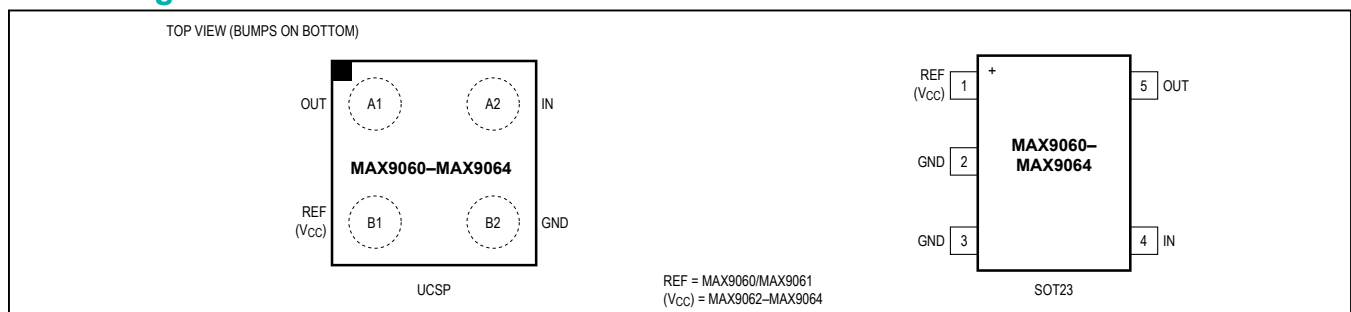 TOP VIEW (BUMPS ON BOTTOM)
OUT
A1
A2
IN
MAX9060–MAX9064
REF
(VCC)
B1
B2
GND
UCSP
REF = MAX9060/MAX9061
(VCC) = MAX9062–MAX9064
REF
(VCC)
1
+
5
OUT
GND
2
MAX9060–
MAX9064
GND
3
4
IN
SOT23